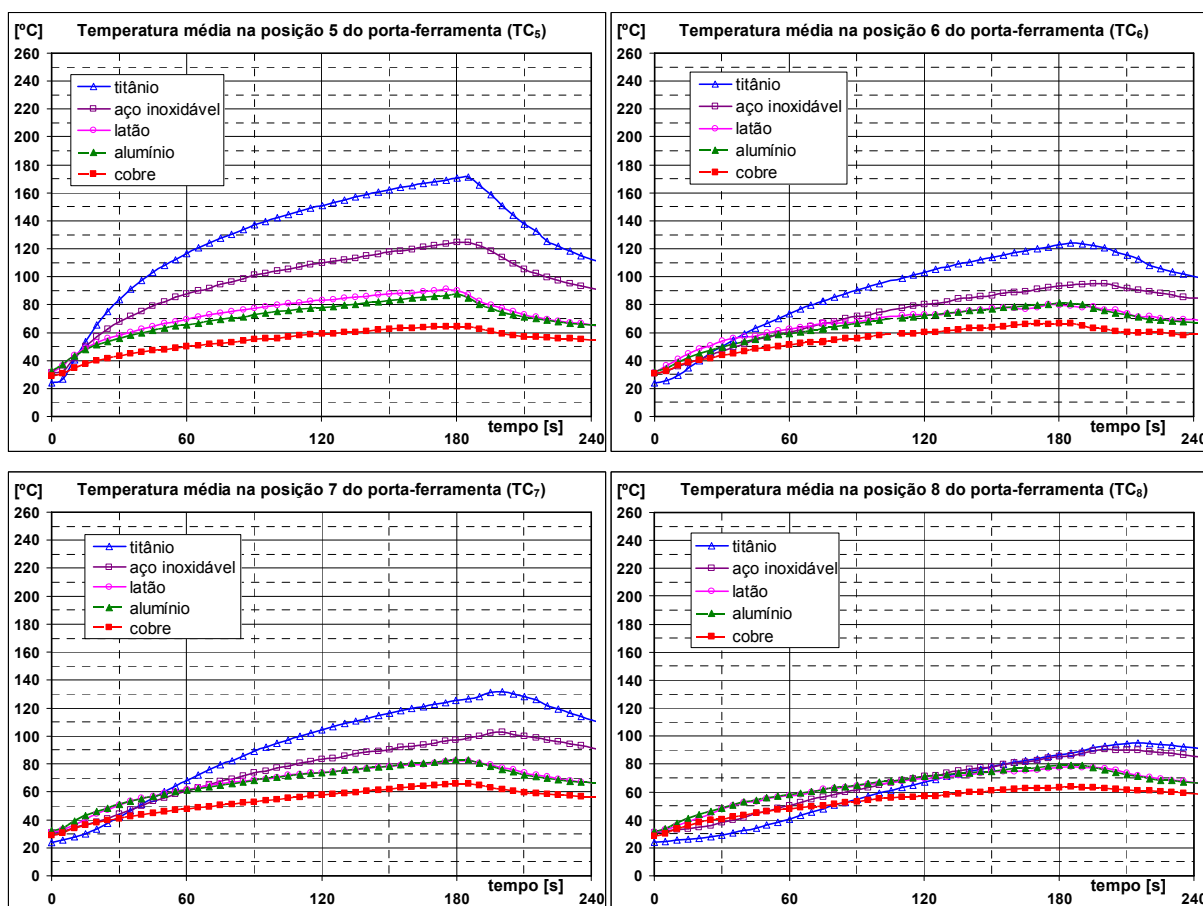 [ºC] Temperatura média na posição 5 do porta-ferramenta (TC5)
260
240
220
200
180
160
140
120
100
80
60
40
20
0
titânio
aço inoxidável
latão
alumínio
cobre
tempo [s]
0 60 120 180 240
[ºC] Temperatura média na posição 6 do porta-ferramenta (TC6)
260
240
220
200
180
160
140
120
100
80
60
40
20
0
titânio
aço inoxidável
latão
alumínio
cobre
tempo [s]
0 60 120 180 240
[ºC] Temperatura média na posição 7 do porta-ferramenta (TC7)
260
240
220
200
180
160
140
120
100
80
60
40
20
0
titânio
aço inoxidável
latão
alumínio
cobre
tempo [s]
0 60 120 180 240
[ºC] Temperatura média na posição 8 do porta-ferramenta (TC8)
260
240
220
200
180
160
140
120
100
80
60
40
20
0
titânio
aço inoxidável
latão
alumínio
cobre
tempo [s]
0 60 120 180 240